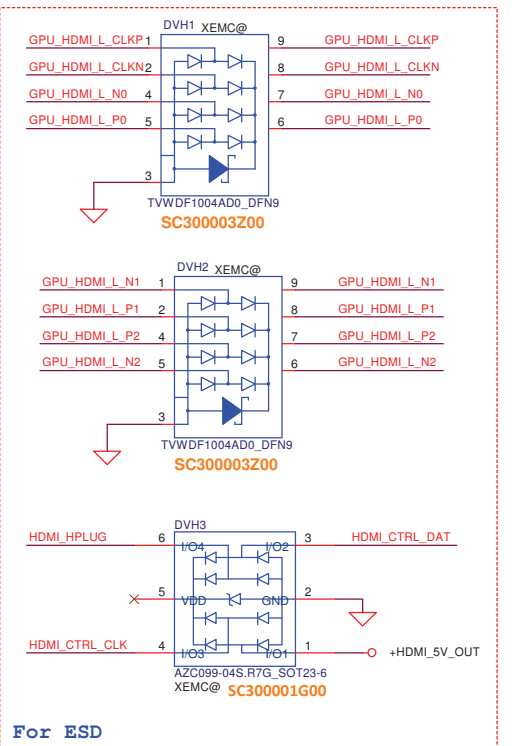 DVH1 XEMC@
GPU_HDMI_L_CLKP 1 9 GPU_HDMI_L_CLKP
GPU_HDMI_L_CLKN 2 8 GPU_HDMI_L_CLKN
GPU_HDMI_L_N0 4 7 GPU_HDMI_L_N0
GPU_HDMI_L_P0 5 6 GPU_HDMI_L_P0
3
TVWDF1004AD0_DFN9
SC300003Z00
DVH2 XEMC@
GPU_HDMI_L_N1 1 9 GPU_HDMI_L_N1
GPU_HDMI_L_P1 2 8 GPU_HDMI_L_P1
GPU_HDMI_L_P2 4 7 GPU_HDMI_L_P2
GPU_HDMI_L_N2 5 6 GPU_HDMI_L_N2
3
TVWDF1004AD0_DFN9
SC300003Z00
DVH3
HDMI_HPLUG 6 I/O4 I/O2 3 HDMI_CTRL_DAT
5 VDD GND 2
HDMI_CTRL_CLK 4 I/O3 I/O1 1 +HDMI_5V_OUT
AZC099-04S.R7G_SOT23-6
XEMC@ SC300001G00
For ESD